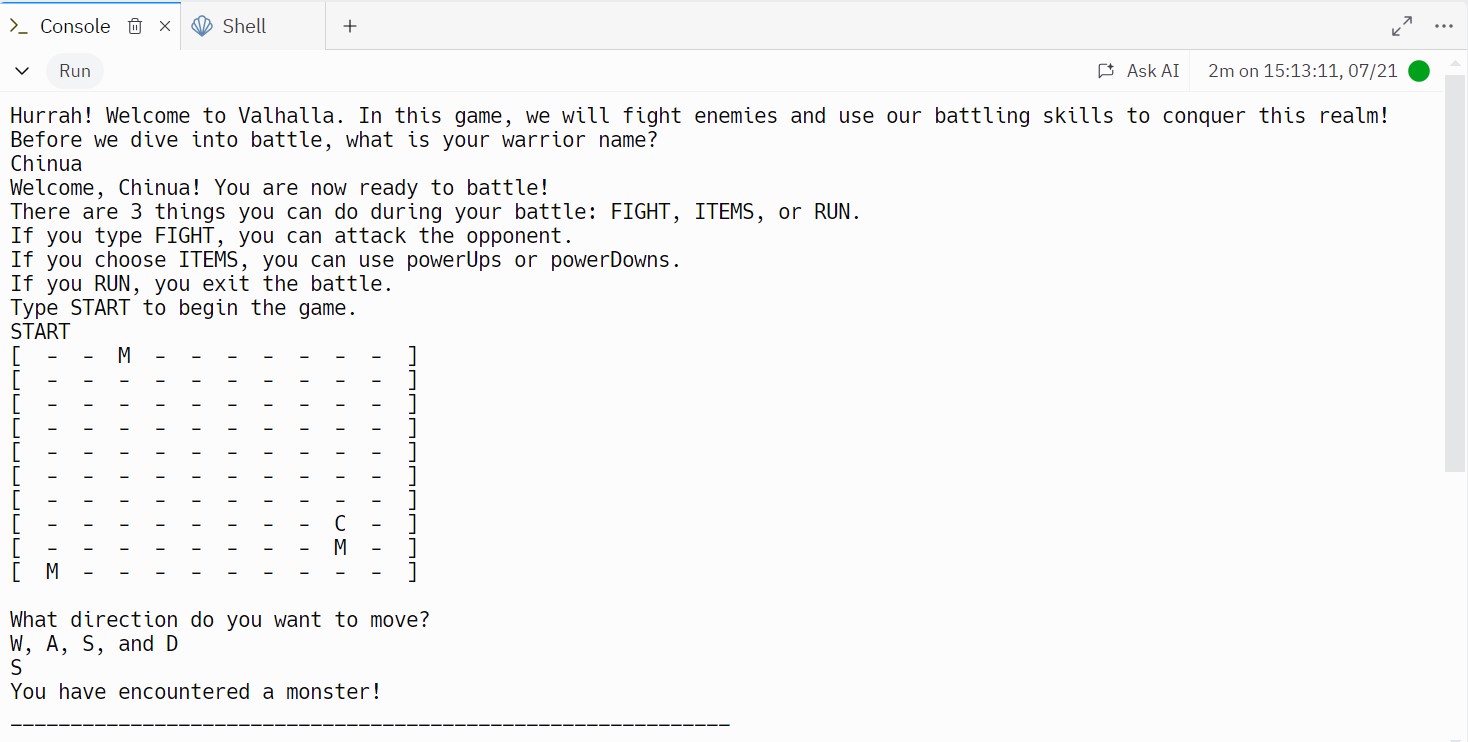 Console Shell
Run Ask AI 2m on 15:13:11, 07/21
Hurrah! Welcome to Valhalla. In this game, we will fight enemies and use our battling skills to conquer this realm!
Before we dive into battle, what is your warrior name?
Chinua
Welcome, Chinua! You are now ready to battle!
There are 3 things you can do during your battle: FIGHT, ITEMS, or RUN.
If you type FIGHT, you can attack the opponent.
If you choose ITEMS, you can use powerUps or powerDowns.
If you RUN, you exit the battle.
Type START to begin the game.
START
[  -  -  M  -  -  -  -  -  -  -  ]
[  -  -  -  -  -  -  -  -  -  -  ]
[  -  -  -  -  -  -  -  -  -  -  ]
[  -  -  -  -  -  -  -  -  -  -  ]
[  -  -  -  -  -  -  -  -  -  -  ]
[  -  -  -  -  -  -  -  -  -  -  ]
[  -  -  -  -  -  -  -  -  -  -  ]
[  -  -  -  -  -  -  -  -  C  -  ]
[  -  -  -  -  -  -  -  -  M  -  ]
[  M  -  -  -  -  -  -  -  -  -  ]
What direction do you want to move?
W, A, S, and D
S
You have encountered a monster!
____________________________________________________________